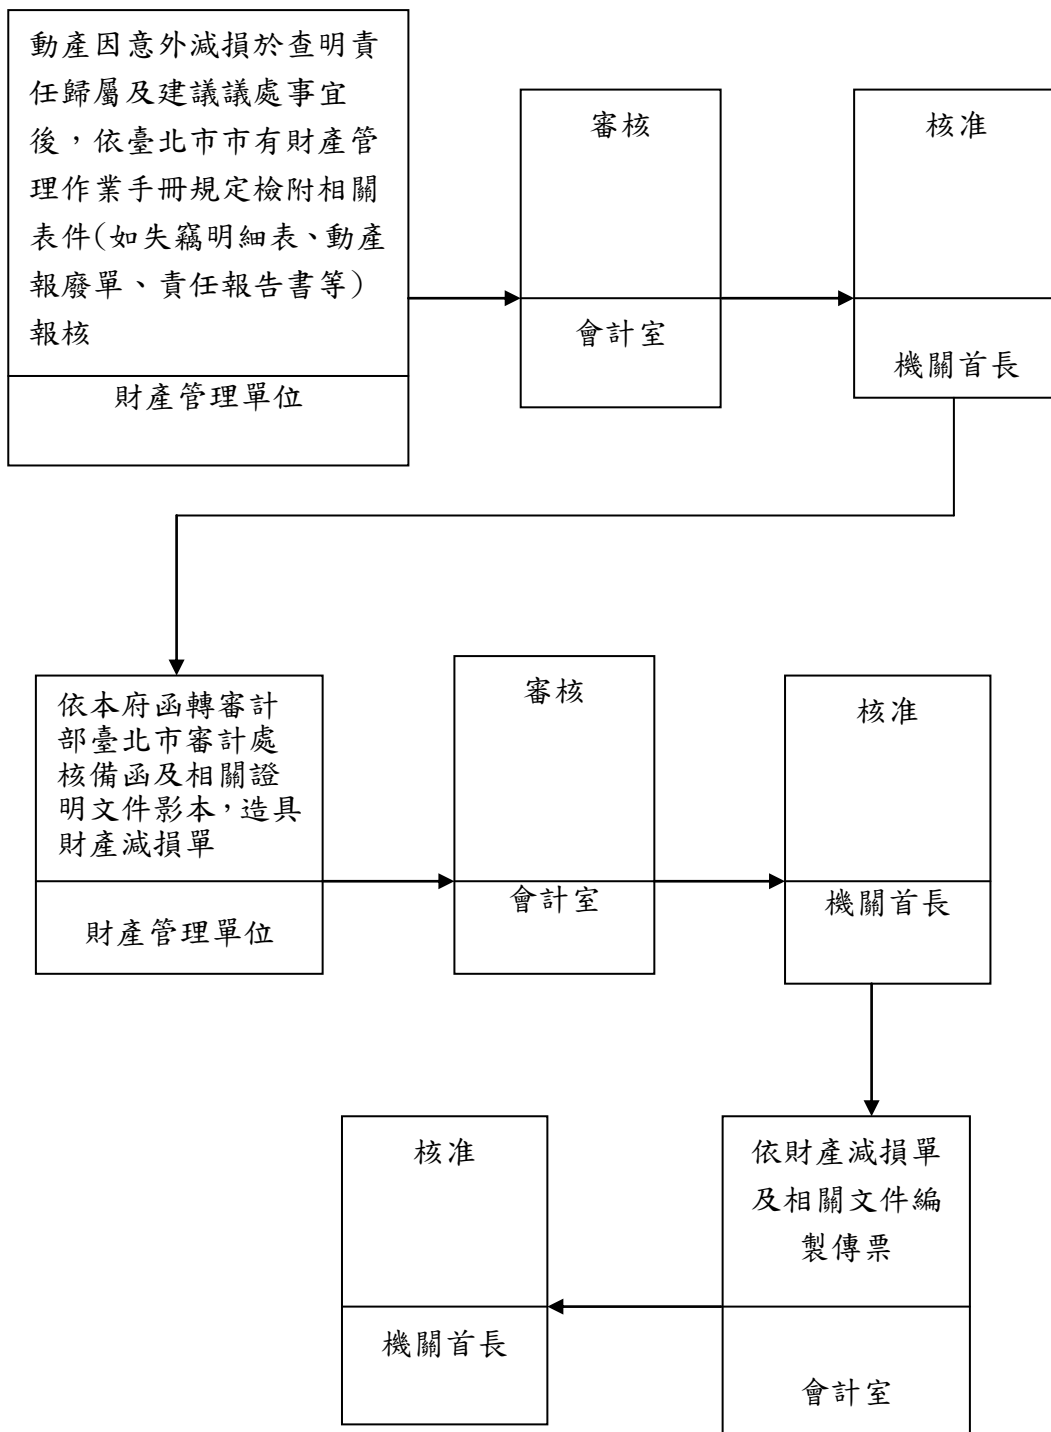 動產因意外減損於查明責
任歸屬及建議議處事宜
後，依臺北市市有財產管
理作業手冊規定檢附相關
表件(如失竊明細表、動產
報廢單、責任報告書等)
報核
財產管理單位
審核
會計室
核准
機關首長
依本府函轉審計
部臺北市審計處
核備函及相關證
明文件影本，造具
財產減損單
財產管理單位
審核
會計室
核准
機關首長
依財產減損單
及相關文件編
製傳票
會計室
核准
機關首長